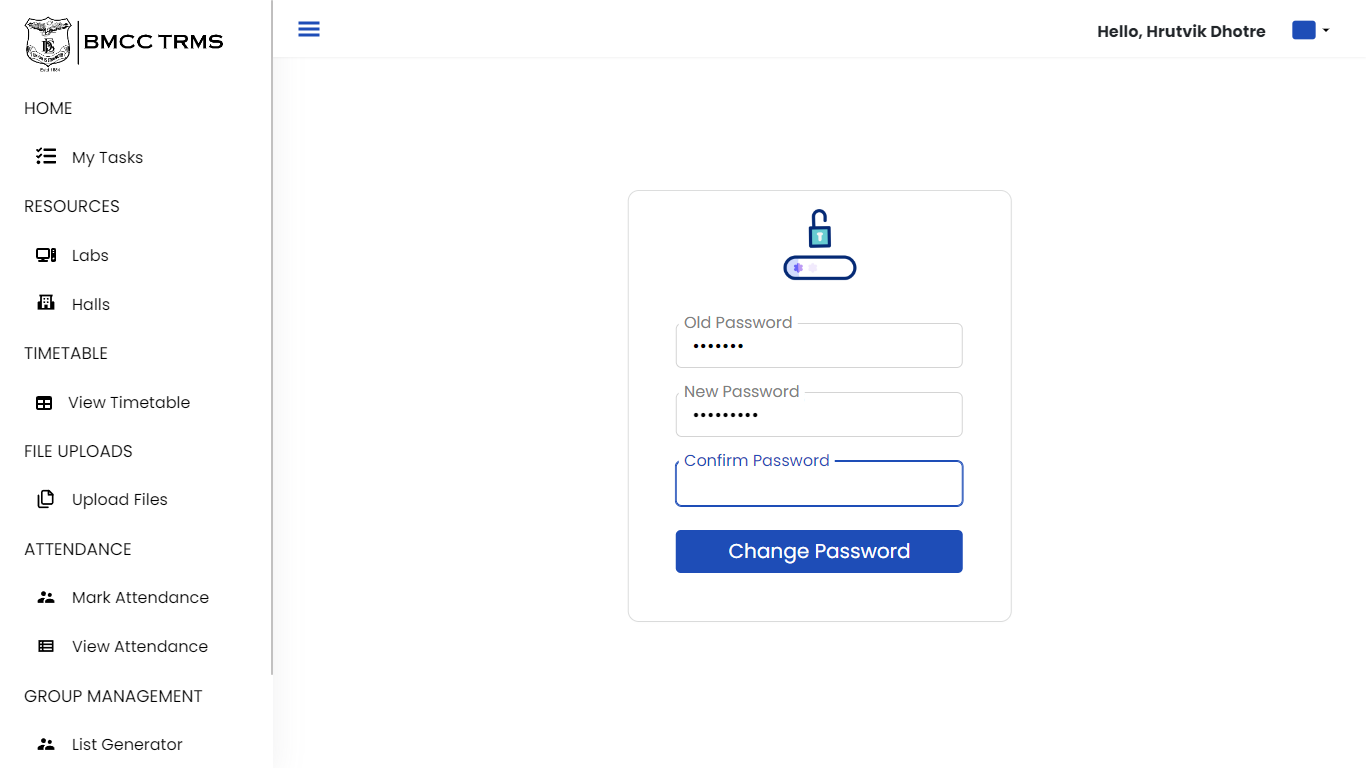 BMCC TRMS
Hello, Hrutvik Dhotre
HOME
My Tasks
RESOURCES
Labs
Halls
TIMETABLE
View Timetable
FILE UPLOADS
Upload Files
ATTENDANCE
Mark Attendance
View Attendance
GROUP MANAGEMENT
List Generator
Old Password
•••••••
New Password
•••••••••
Confirm Password
Change Password